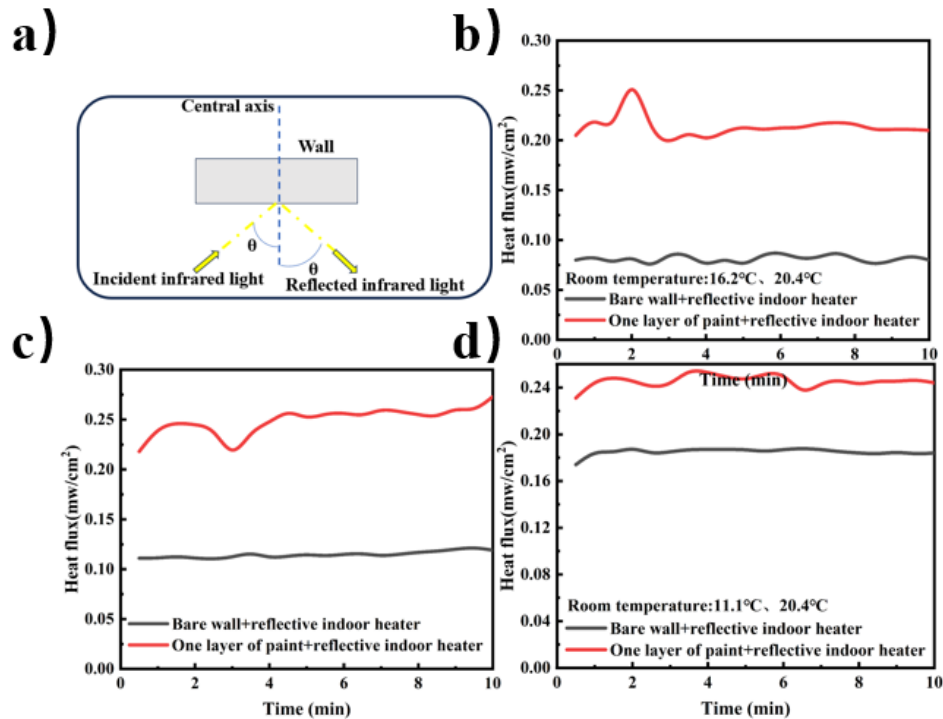 a)
Central axis
Wall
θ
θ
Incident infrared light
Reflected infrared light
b)
0.30
0.25
0.20
0.15
0.10
0.05
0.00
Heat flux(mw/cm²)
Room temperature:16.2℃、20.4℃
Bare wall+reflective indoor heater
One layer of paint+reflective indoor heater
0 2 4 6 8 10
Time (min)
c)
0.30
0.25
0.20
0.15
0.10
0.05
0.00
Heat flux(mw/cm²)
Bare wall+reflective indoor heater
One layer of paint+reflective indoor heater
0 2 4 6 8 10
Time (min)
d)
0.24
0.18
0.12
0.06
0.00
Heat flux(mw/cm²)
Room temperature:11.1℃、20.4℃
Bare wall+reflective indoor heater
One layer of paint+reflective indoor heater
0 2 4 6 8 10
Time (min)